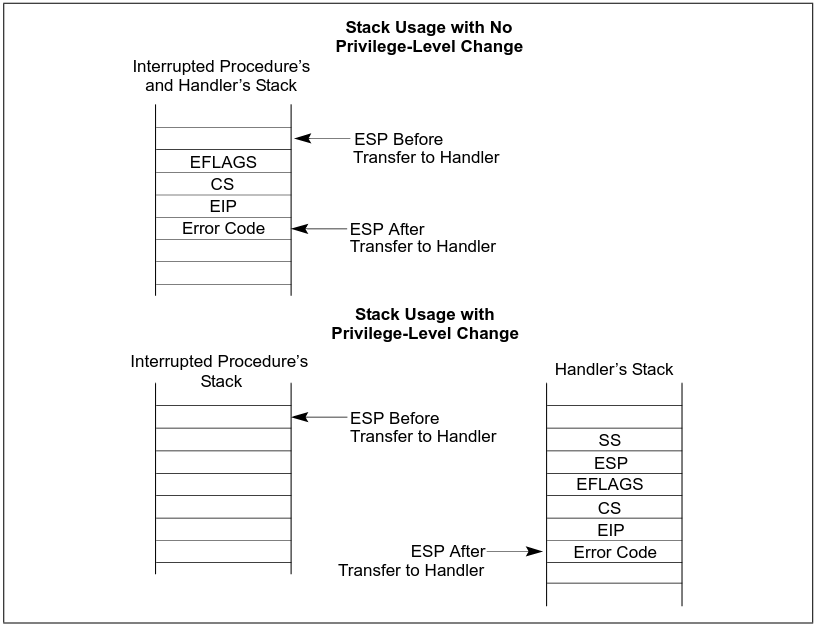 Stack Usage with No
Privilege-Level Change
Interrupted Procedure’s
and Handler’s Stack
ESP Before
Transfer to Handler
EFLAGS
CS
EIP
Error Code
ESP After
Transfer to Handler
Stack Usage with
Privilege-Level Change
Interrupted Procedure’s
Stack
Handler’s Stack
ESP Before
Transfer to Handler
SS
ESP
EFLAGS
CS
EIP
Error Code
ESP After
Transfer to Handler